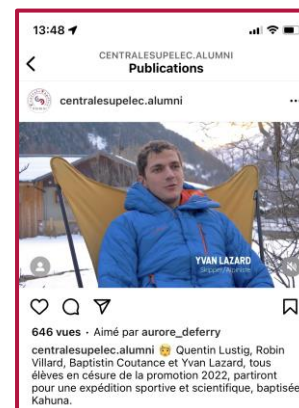 13:48
CENTRALESUPELEC.ALUMNI
Publications
centralesupelec.alumni
YVAN LAZARD
Skipper/Alpiniste
646 vues · Aimé par aurore_deferry
centralesupelec.alumni 👨‍🎓 Quentin Lustig, Robin
Villard, Baptistin Coutance et Yvan Lazard, tous
élèves en césure de la promotion 2022, partiront
pour une expédition sportive et scientifique, baptisée
Kahuna.